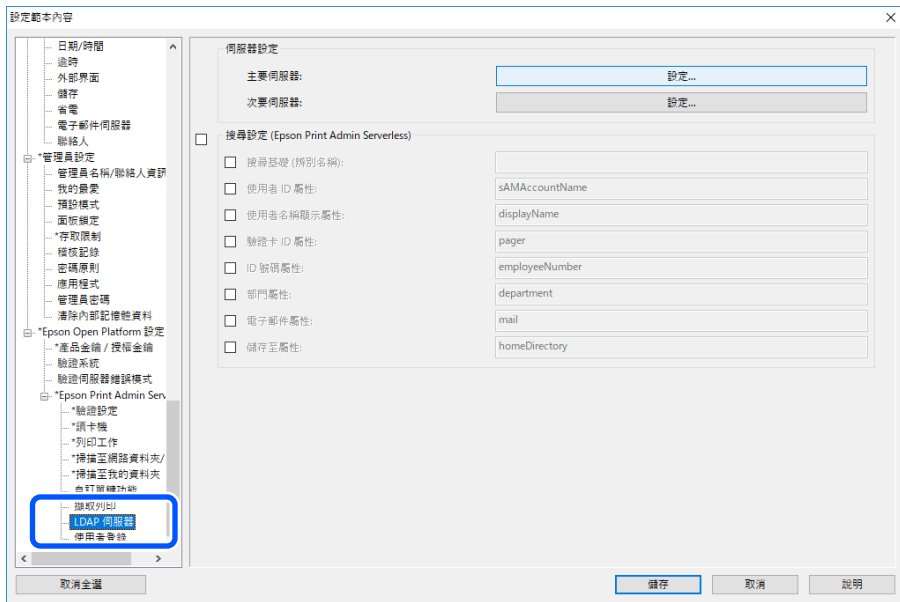 設定範本內容
日期/時間
逾時
外部界面
儲存
省電
電子郵件伺服器
聯絡人
*管理員設定
管理員名稱/聯絡人資訊
我的最愛
預設模式
面板鎖定
*存取限制
稽核記錄
密碼原則
應用程式
管理員密碼
清除內部記憶體資料
*Epson Open Platform 設定
*產品金鑰 / 授權金鑰
驗證系統
驗證伺服器錯誤模式
*Epson Print Admin Serv
*驗證設定
*讀卡機
*列印工作
*掃描至網路資料夾/
*掃描至我的資料夾
自訂單鍵功能
擷取列印
LDAP 伺服器
使用者登錄
伺服器設定
主要伺服器:
設定...
次要伺服器:
設定...
搜尋設定 (Epson Print Admin Serverless)
搜尋基礎 (辨別名稱):
使用者 ID 屬性: sAMAccountName
使用者名稱顯示屬性: displayName
驗證卡 ID 屬性: pager
ID 號碼屬性: employeeNumber
部門屬性: department
電子郵件屬性: mail
儲存至屬性: homeDirectory
取消全選
儲存
取消
說明